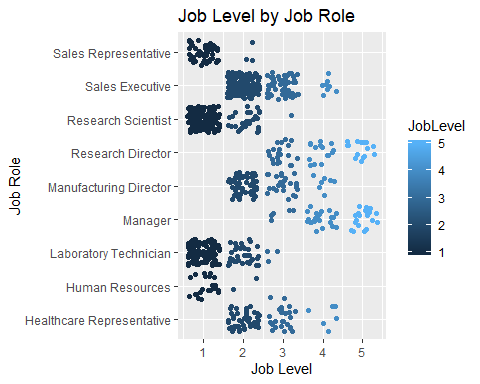 Job Level by Job Role
Job Role
Sales Representative
Sales Executive
Research Scientist
Research Director
Manufacturing Director
Manager
Laboratory Technician
Human Resources
Healthcare Representative
1 2 3 4 5
Job Level
JobLevel
5
4
3
2
1